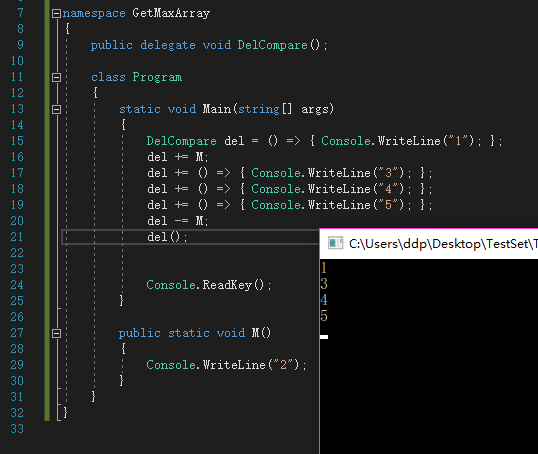 7 namespace GetMaxArray
8 {
9 public delegate void DelCompare();
10
11 class Program
12 {
13 static void Main(string[] args)
14 {
15 DelCompare del = () => { Console.WriteLine("1"); };
16 del += M;
17 del += () => { Console.WriteLine("3"); };
18 del += () => { Console.WriteLine("4"); };
19 del += () => { Console.WriteLine("5"); };
20 del -= M;
21 del();
22
23
24 Console.ReadKey();
25 }
26
27 public static void M()
28 {
29 Console.WriteLine("2");
30 }
31 }
32 }
33
C:\Users\ddp\Desktop\TestSet\T
1
3
4
5